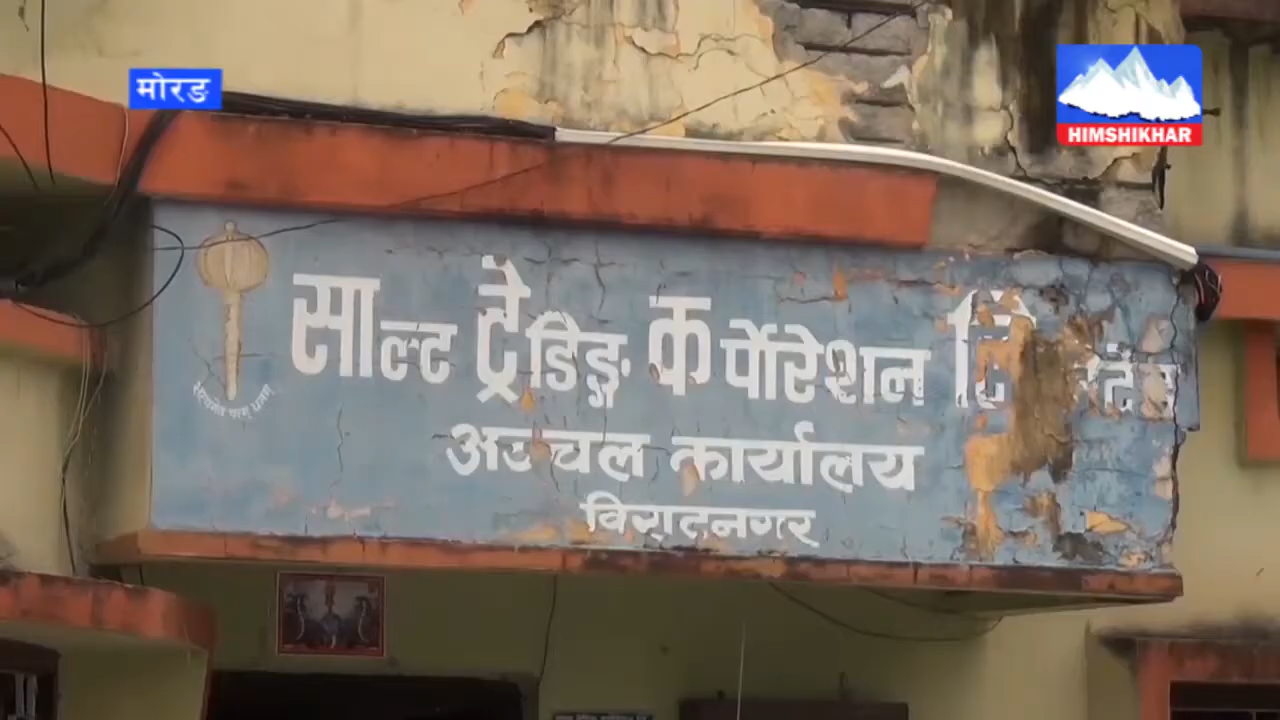 मोरङ
HIMSHIKHAR
साल्ट ट्रेडिङ्ग कर्पोरेशन
अञ्चल कार्यालय
विराटनगर